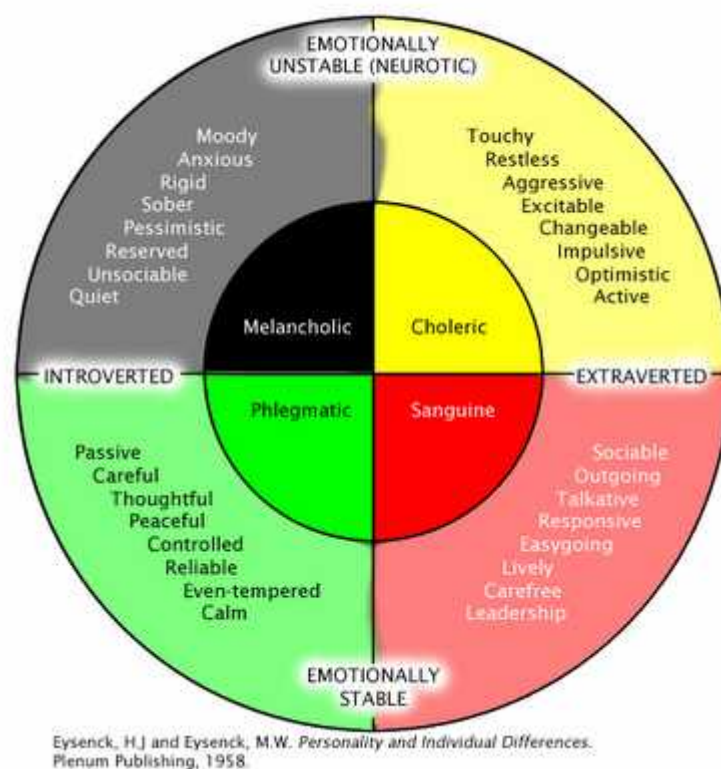 EMOTIONALLY
UNSTABLE (NEUROTIC)
Moody
Anxious
Rigid
Sober
Pessimistic
Reserved
Unsociable
Quiet
Touchy
Restless
Aggressive
Excitable
Changeable
Impulsive
Optimistic
Active
Melancholic
Choleric
INTROVERTED
EXTRAVERTED
Phlegmatic
Sanguine
Passive
Careful
Thoughtful
Peaceful
Controlled
Reliable
Even-tempered
Calm
Sociable
Outgoing
Talkative
Responsive
Easygoing
Lively
Carefree
Leadership
EMOTIONALLY
STABLE
Eysenck, H.J and Eysenck, M.W. Personality and Individual Differences.
Plenum Publishing, 1958.